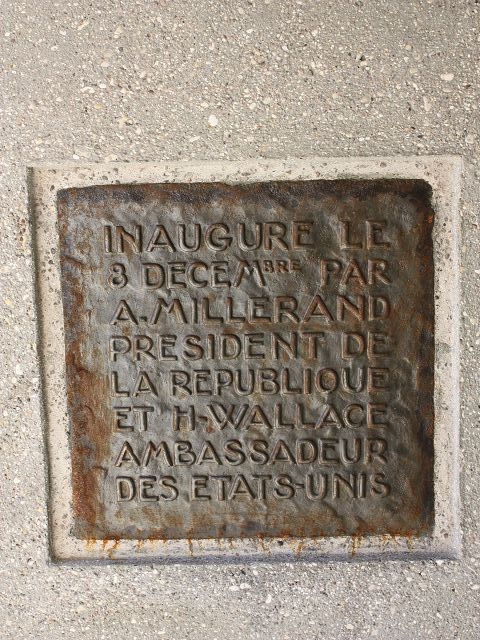 INAUGURE LE
8 DECEMBRE PAR
A.MILLERAND
PRESIDENT DE
LA REPUBLIQUE
ET H-WALLACE
AMBASSADEUR
DES ETATS-UNIS